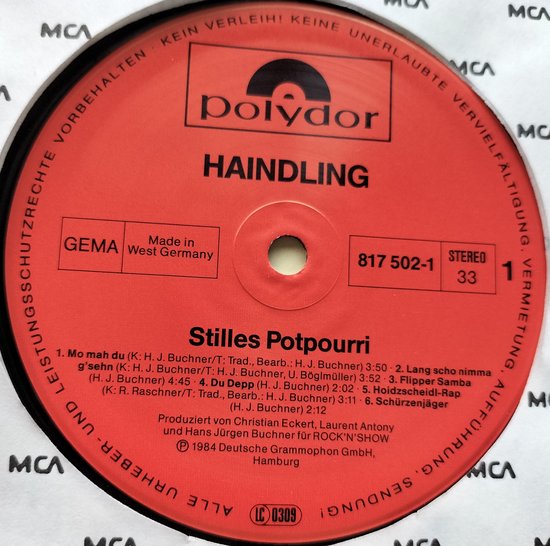 polydor
HAINDLING
GEMA
Made in
West Germany
817 502-1
STEREO
33
1
Stilles Potpourri
1. Mo mah du (K: H. J. Buchner/T: Trad., Bearb.: H. J. Buchner) 3:50 · 2. Lang scho nimma
g'sehn (K: H. J. Buchner/T: H. J. Buchner, U. Böglmüller) 3:52 · 3. Flipper Samba
(H. J. Buchner) 4:45 · 4. Du Depp (H. J. Buchner) 2:02 · 5. Hoidzscheidl-Rap
(K: R. Raschner/T: Trad., Bearb.: H. J. Buchner) 3:11 · 6. Schürzenjäger
(H. J. Buchner) 2:12
Produziert von Christian Eckert, Laurent Antony
und Hans Jürgen Buchner für ROCK'N'SHOW
Ⓟ 1984 Deutsche Grammophon GmbH,
Hamburg
LC 0309
ALLE URHEBER- UND LEISTUNGSSCHUTZRECHTE VORBEHALTEN · KEIN VERLEIH! KEINE UNERLAUBTE VERVIELFÄLTIGUNG, VERMIETUNG, AUFFÜHRUNG, SENDUNG!
MCA
MCA
MCA
MCA
MCA
MCA
MCA
MCA